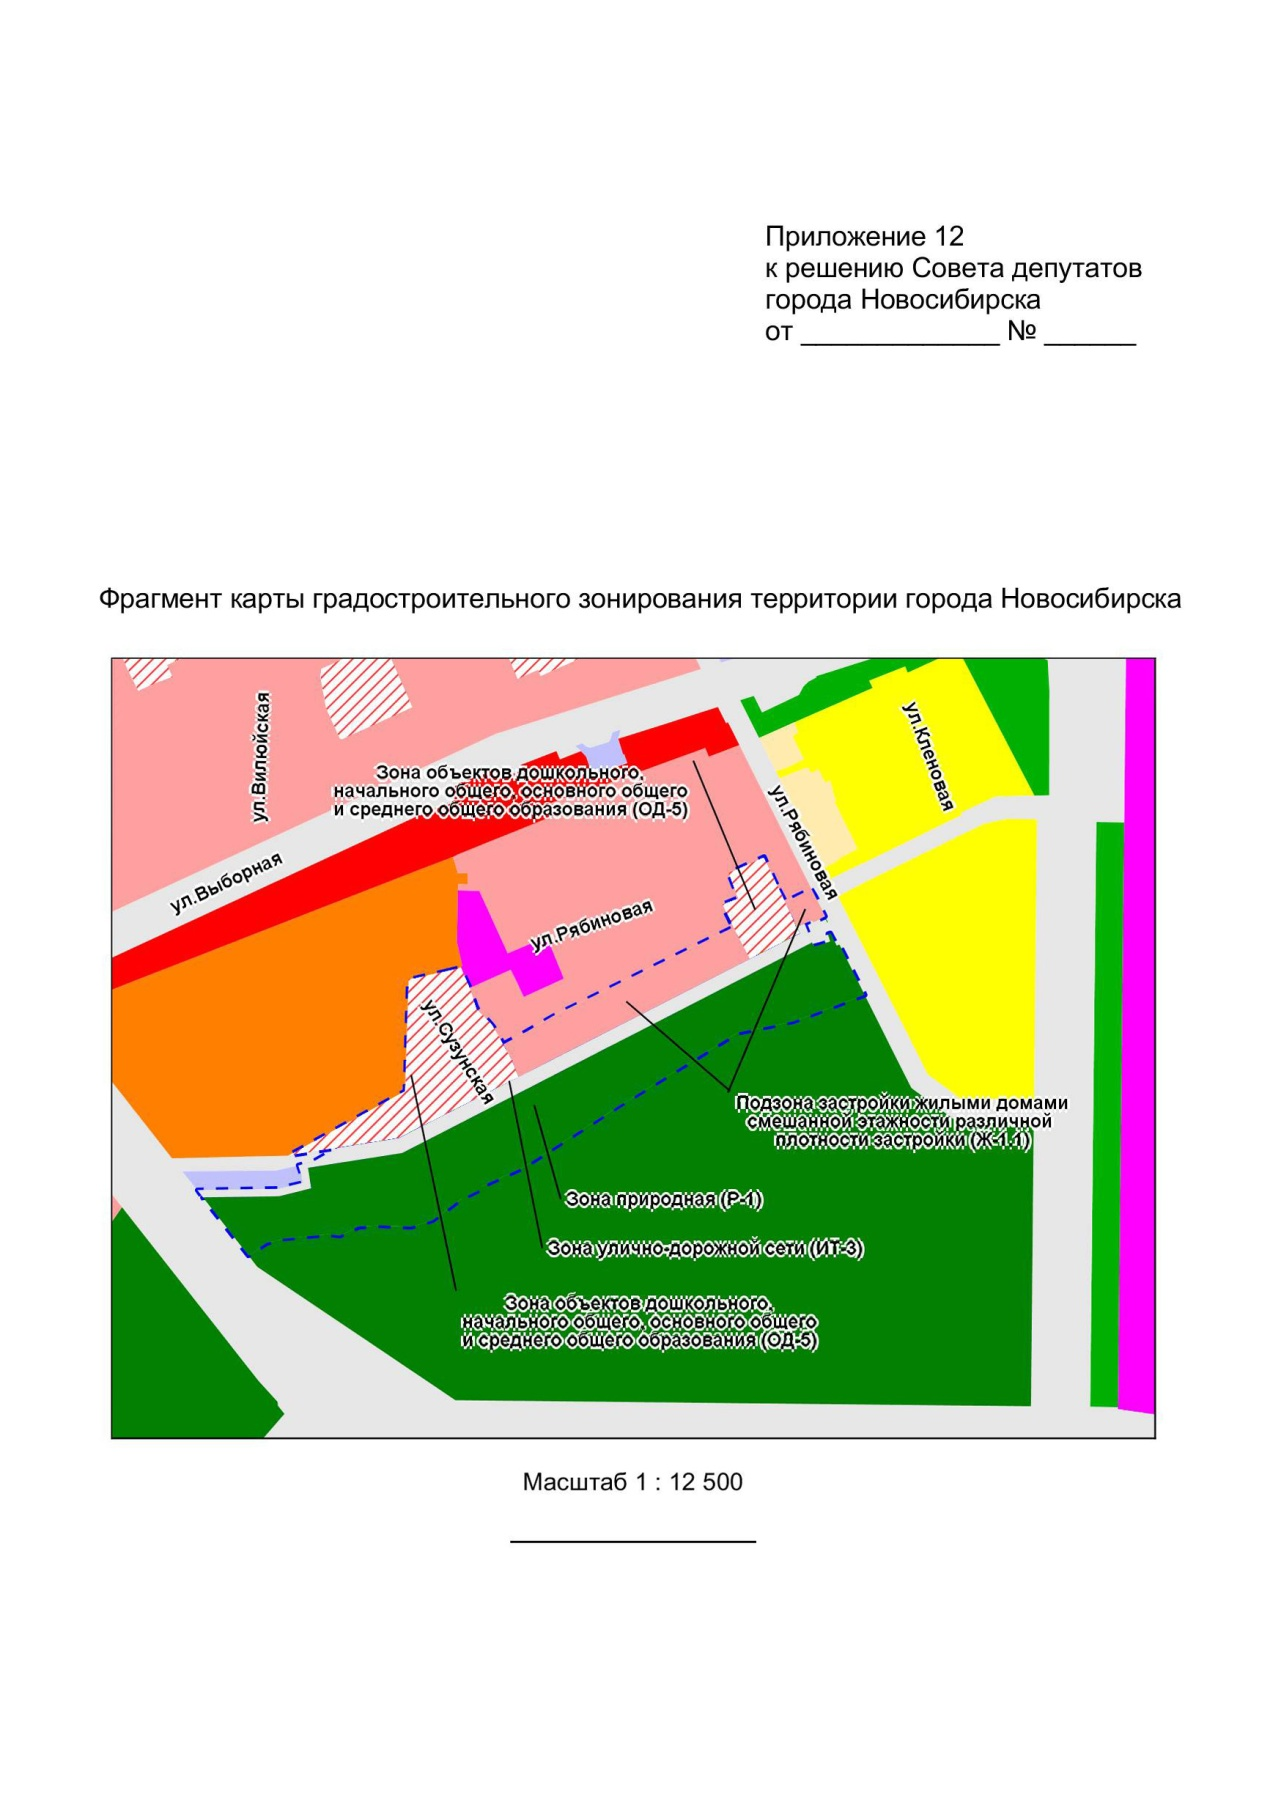 Приложение 12
к решению Совета депутатов
города Новосибирска
от _____________ № ______
Фрагмент карты градостроительного зонирования территории города Новосибирска
ул.Вилюйская
ул.Кленовая
Зона объектов дошкольного,
начального общего, основного общего
и среднего общего образования (ОД-5)
ул.Рябиновая
ул.Выборная
ул.Рябиновая
ул.Сузунская
Подзона застройки жилыми домами
смешанной этажности различной
плотности застройки (Ж-1.1)
Зона природная (Р-1)
Зона улично-дорожной сети (ИТ-3)
Зона объектов дошкольного,
начального общего, основного общего
и среднего общего образования (ОД-5)
Масштаб 1 : 12 500